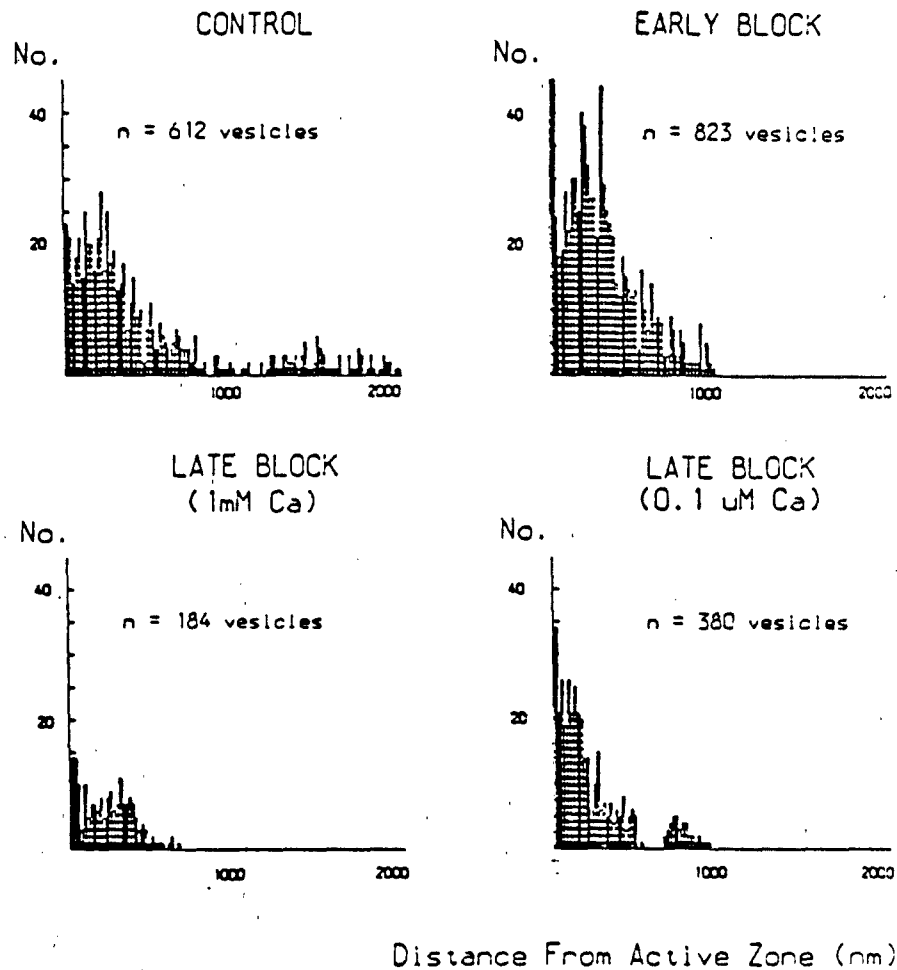 CONTROL
No.
40
n = 612 vesicles
20
1000
2000
EARLY BLOCK
No.
40
n = 823 vesicles
20
1000
2000
LATE BLOCK
(1mM Ca)
No.
40
n = 184 vesicles
20
1000
2000
LATE BLOCK
(0.1 uM Ca)
No.
40
n = 380 vesicles
20
1000
2000
Distance From Active Zone (nm)